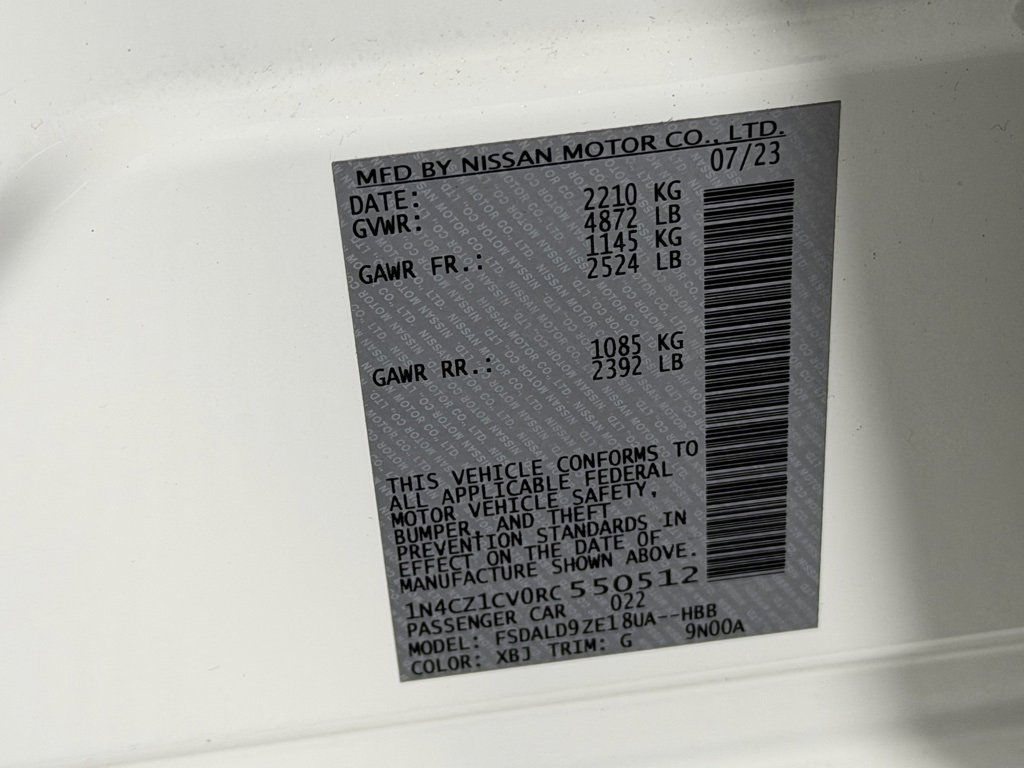 MFD BY NISSAN MOTOR CO., LTD.
DATE: 07/23
GVWR: 2210 KG
4872 LB
1145 KG
GAWR FR.: 2524 LB
1085 KG
GAWR RR.: 2392 LB
THIS VEHICLE CONFORMS TO
ALL APPLICABLE FEDERAL
MOTOR VEHICLE SAFETY,
BUMPER, AND THEFT
PREVENTION STANDARDS IN
EFFECT ON THE DATE OF
MANUFACTURE SHOWN ABOVE.
1N4CZ1CV0RC550512
PASSENGER CAR 022
MODEL: FSDALD9ZE18UA--HBB
COLOR: XBJ TRIM: G 9N00A